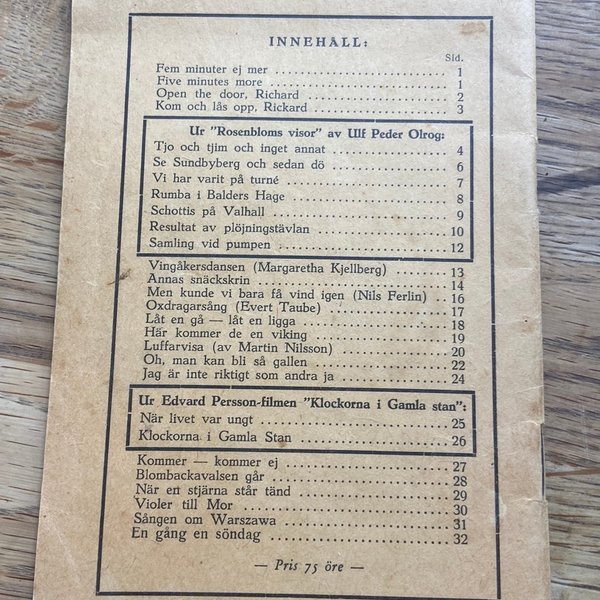 INNEHALL:
Sid.
Fem minuter ej mer ........................ 1
Five minutes more ........................ 1
Open the door, Richard ........................ 2
Kom och lås opp, Rickard ........................ 3
Ur "Rosenbloms visor" av Ulf Peder Olrog:
Tjo och tjim och inget annat ........................ 4
Se Sundbyberg och sedan dö ........................ 6
Vi har varit på turné ........................ 7
Rumba i Balders Hage ........................ 8
Schottis på Valhall ........................ 9
Resultat av plöjningstävlan ........................ 10
Samling vid pumpen ........................ 12
Vingåkersdansen (Margaretha Kjellberg) ............ 13
Annas snäckskrin ........................ 14
Men kunde vi bara få vind igen (Nils Ferlin) .. 16
Oxdragarsång (Evert Taube) ........................ 17
Låt en gå — låt en ligga ........................ 18
Här kommer de en viking ........................ 19
Luffarvisa (av Martin Nilsson) ........................ 20
Oh, man kan bli så gallen ........................ 22
Jag är inte riktigt som andra ja ........................ 24
Ur Edvard Persson-filmen "Klockorna i Gamla stan":
När livet var ungt ........................ 25
Klockorna i Gamla Stan ........................ 26
Kommer — kommer ej ........................ 27
Blombackavalsen går ........................ 28
När en stjärna står tänd ........................ 29
Violer till Mor ........................ 30
Sången om Warszawa ........................ 31
En gång en söndag ........................ 32
— Pris 75 öre —